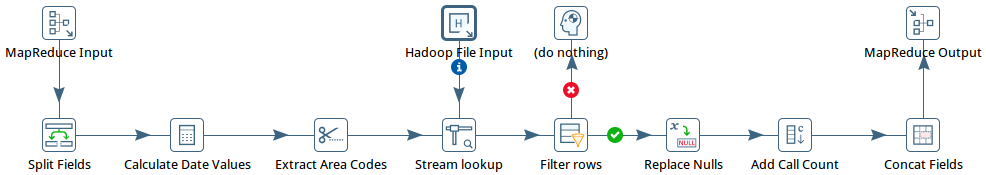 MapReduce Input
Hadoop File Input
(do nothing)
MapReduce Output
H
i
x
NULL
c
Split Fields
Calculate Date Values
Extract Area Codes
Stream lookup
Filter rows
Replace Nulls
Add Call Count
Concat Fields